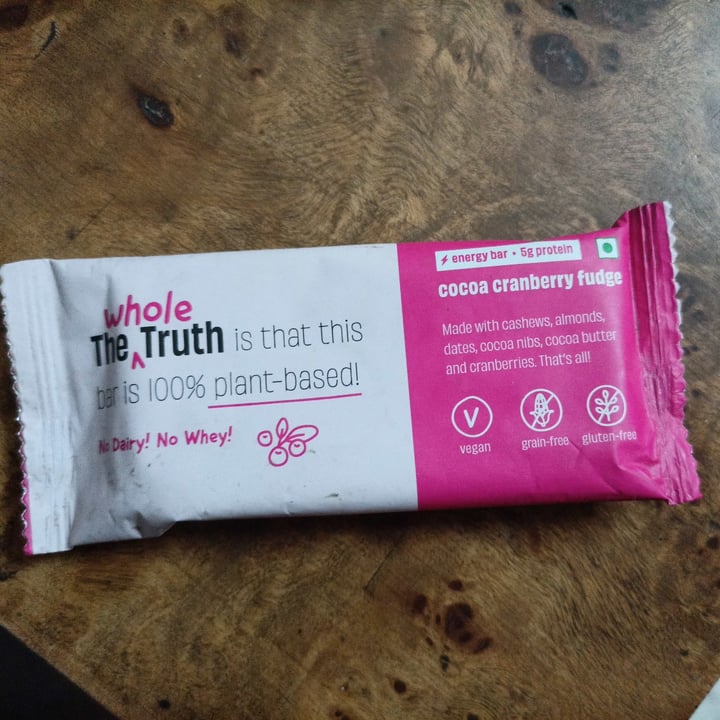 whole
The ^ Truth is that this
bar is 100% plant-based!
No Dairy! No Whey!
energy bar • 5g protein
cocoa cranberry fudge
Made with cashews, almonds,
dates, cocoa nibs, cocoa butter
and cranberries. That's all!
V
vegan
grain-free
gluten-free